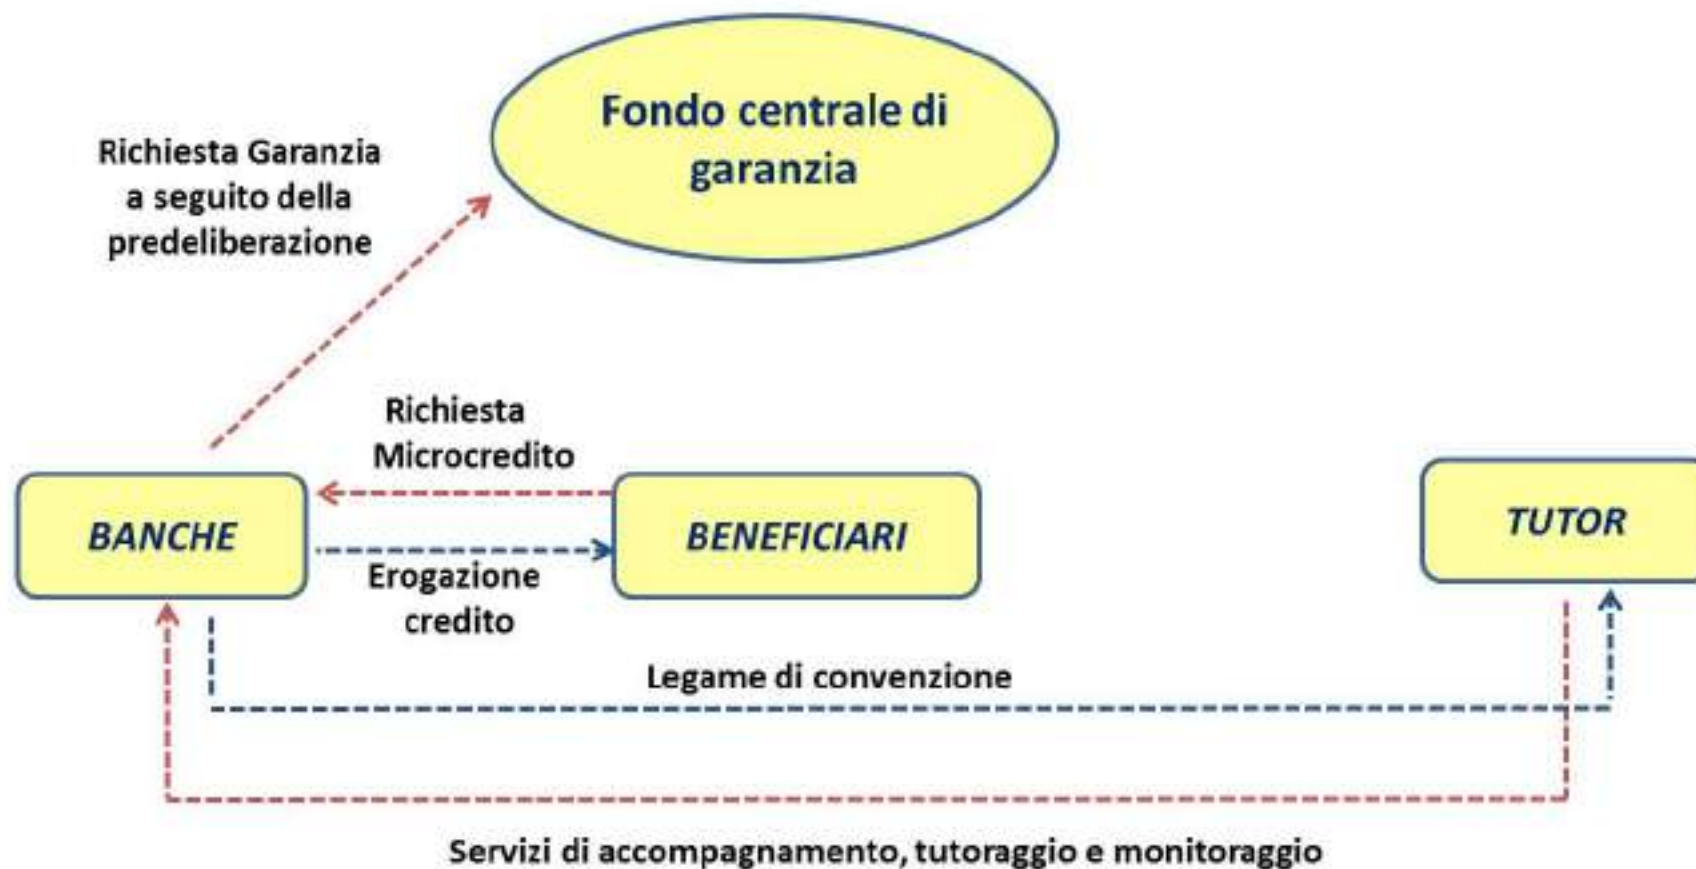 Fondo centrale di
garanzia
Richiesta Garanzia
a seguito della
predeliberazione
Richiesta
Microcredito
BANCHE
BENEFICIARI
TUTOR
Erogazione
credito
Legame di convenzione
Servizi di accompagnamento, tutoraggio e monitoraggio